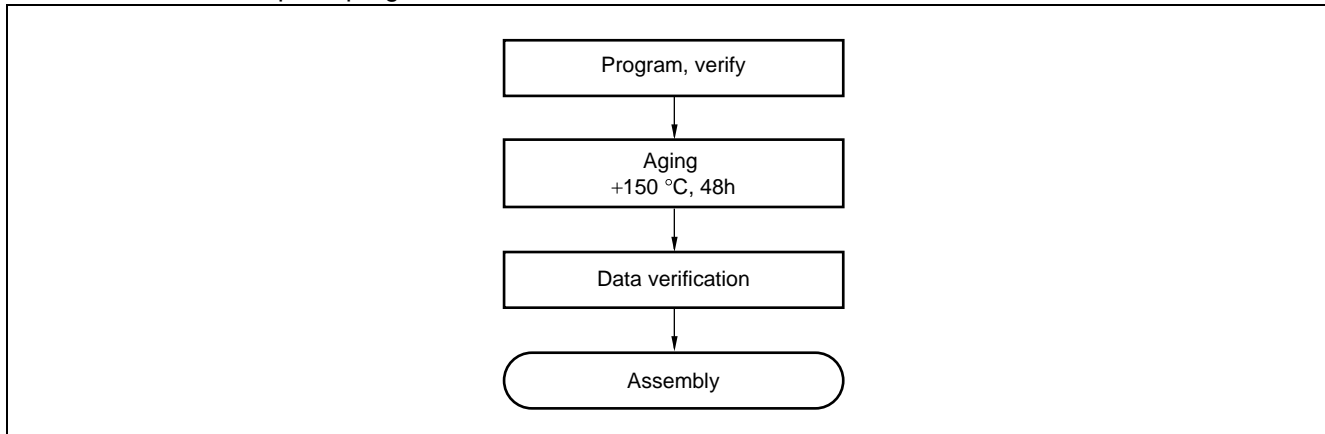 Program, verify
Aging
+150 °C, 48h
Data verification
Assembly